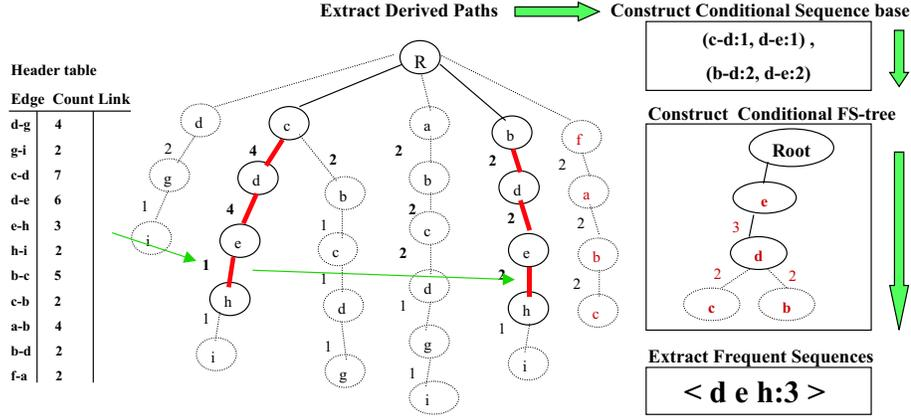 Extract Derived Paths
Construct Conditional Sequence base
(c-d:1, d-e:1) ,
(b-d:2, d-e:2)
Header table
Edge Count Link
d-g 4
g-i 2
c-d 7
d-e 6
e-h 3
h-i 2
b-c 5
c-b 2
a-b 4
b-d 2
f-a 2
R
d
2
g
1
i
c
4
d
4
e
1
h
1
i
2
b
1
c
1
d
1
g
a
2
b
2
c
2
d
1
g
1
i
b
2
d
2
e
2
h
1
i
f
2
a
2
b
2
c
Construct Conditional FS-tree
Root
e
3
d
2 2
c b
Extract Frequent Sequences
< d e h:3 >